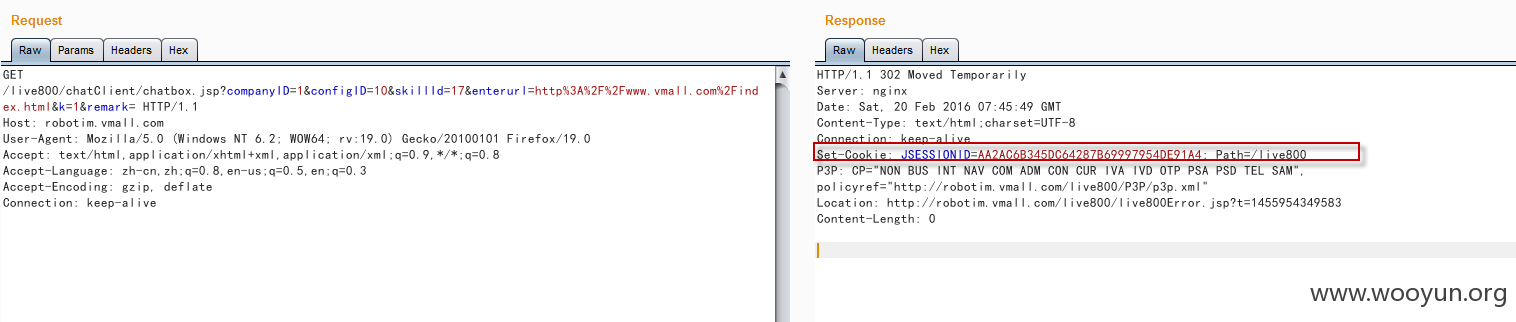 Request
Raw Params Headers Hex
GET
/live800/chatClient/chatbox.jsp?companyID=1&configID=10&skillId=17&enterurl=http%3A%2F%2Fwww.vmall.com%2Find
ex.html&k=1&remark= HTTP/1.1
Host: robotim.vmall.com
User-Agent: Mozilla/5.0 (Windows NT 6.2; WOW64; rv:19.0) Gecko/20100101 Firefox/19.0
Accept: text/html,application/xhtml+xml,application/xml;q=0.9,*/*;q=0.8
Accept-Language: zh-cn,zh;q=0.8,en-us;q=0.5,en;q=0.3
Accept-Encoding: gzip, deflate
Connection: keep-alive
Response
Raw Headers Hex
HTTP/1.1 302 Moved Temporarily
Server: nginx
Date: Sat, 20 Feb 2016 07:45:49 GMT
Content-Type: text/html;charset=UTF-8
Connection: keep-alive
Set-Cookie: JSESSIONID=AA2AC6B345DC64287B69997954DE91A4; Path=/live800
P3P: CP="NON BUS INT NAV COM ADM CON CUR IVA IVD OTP PSA PSD TEL SAM",
policyref="http://robotim.vmall.com/live800/P3P/p3p.xml"
Location: http://robotim.vmall.com/live800/live800Error.jsp?t=1455954349583
Content-Length: 0
www.wooyun.org